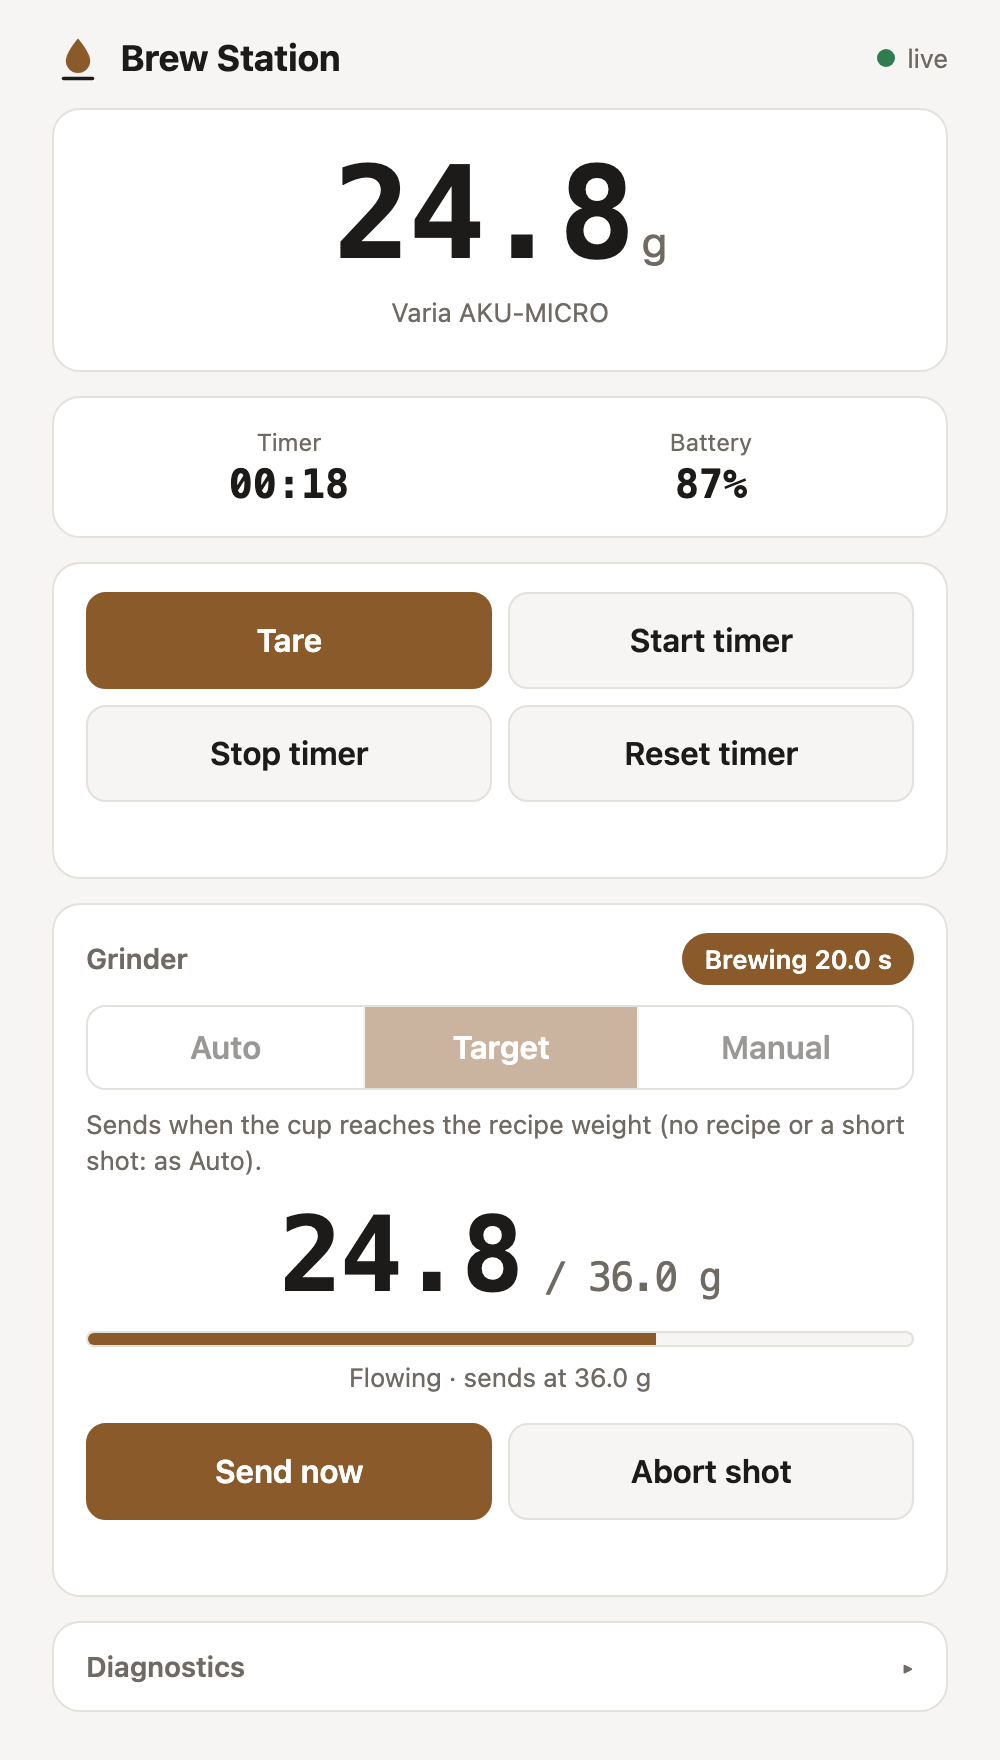 Brew Station
live
24.8 g
Varia AKU-MICRO
Timer
00:18
Battery
87%
Tare
Start timer
Stop timer
Reset timer
Grinder
Brewing 20.0 s
Auto
Target
Manual
Sends when the cup reaches the recipe weight (no recipe or a short
shot: as Auto).
24.8 / 36.0 g
Flowing · sends at 36.0 g
Send now
Abort shot
Diagnostics